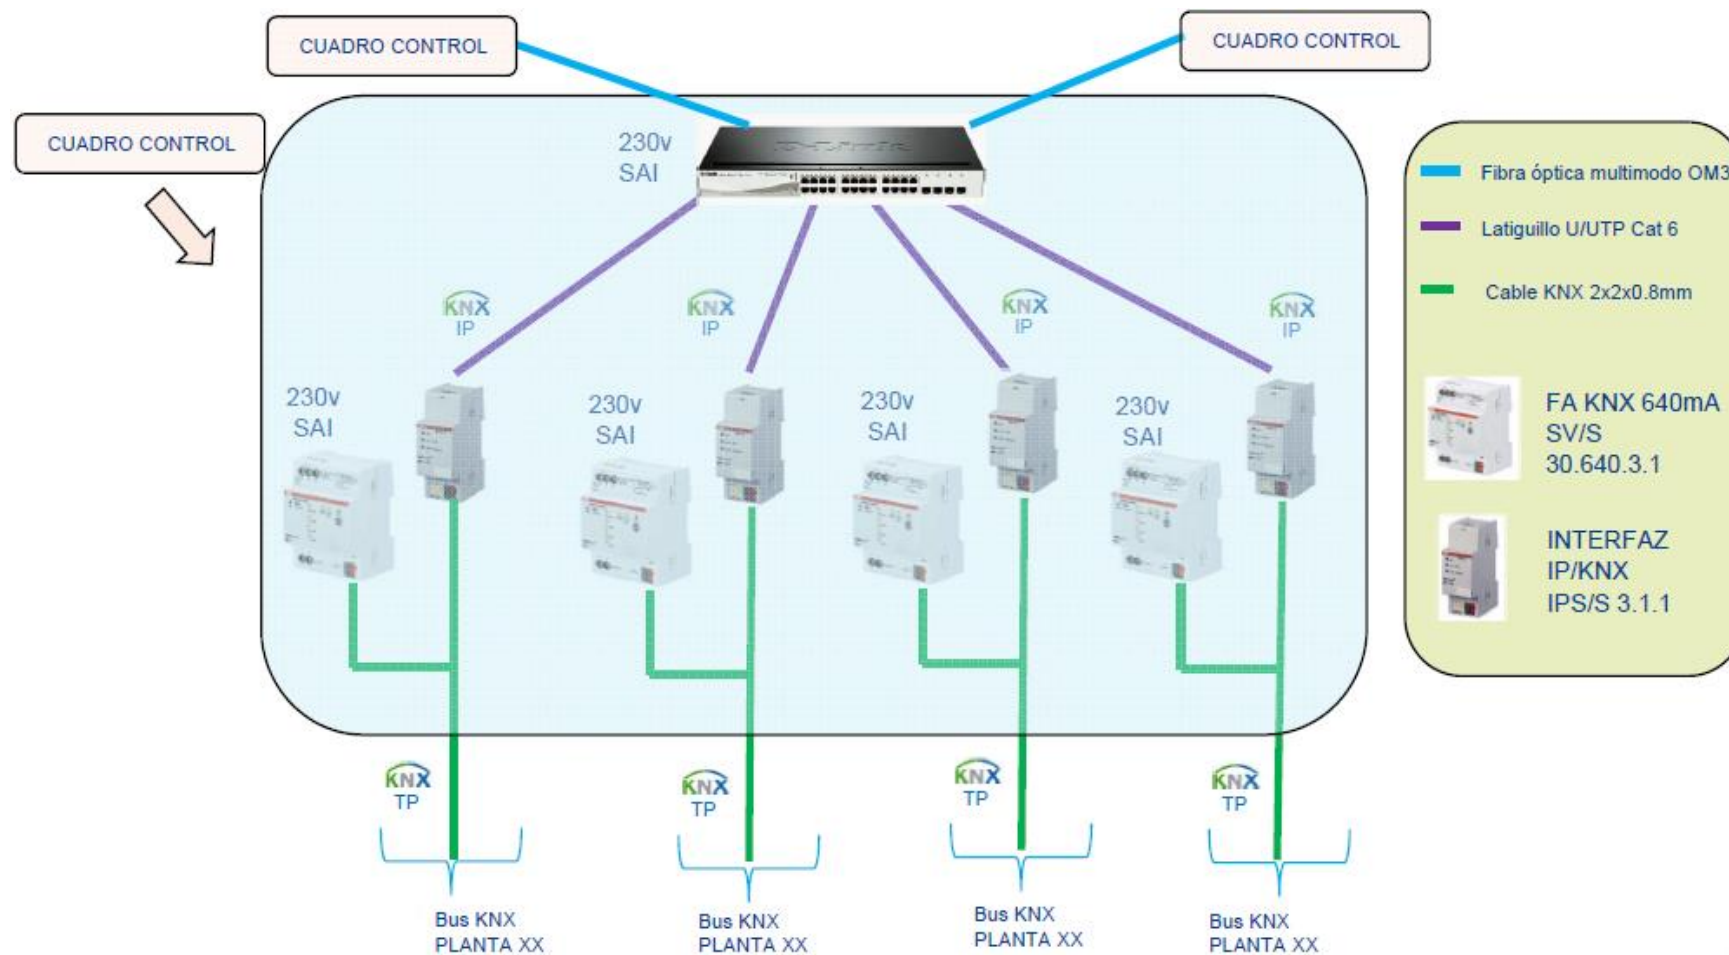 CUADRO CONTROL
CUADRO CONTROL
CUADRO CONTROL
230v
SAI
D-Link
Fibra óptica multimodo OM3
Latiguillo U/UTP Cat 6
Cable KNX 2x2x0.8mm
KNX
IP
KNX
IP
KNX
IP
KNX
IP
230v
SAI
230v
SAI
230v
SAI
230v
SAI
FA KNX 640mA
SV/S
30.640.3.1
INTERFAZ
IP/KNX
IPS/S 3.1.1
KNX
TP
KNX
TP
KNX
TP
KNX
TP
Bus KNX
PLANTA XX
Bus KNX
PLANTA XX
Bus KNX
PLANTA XX
Bus KNX
PLANTA XX